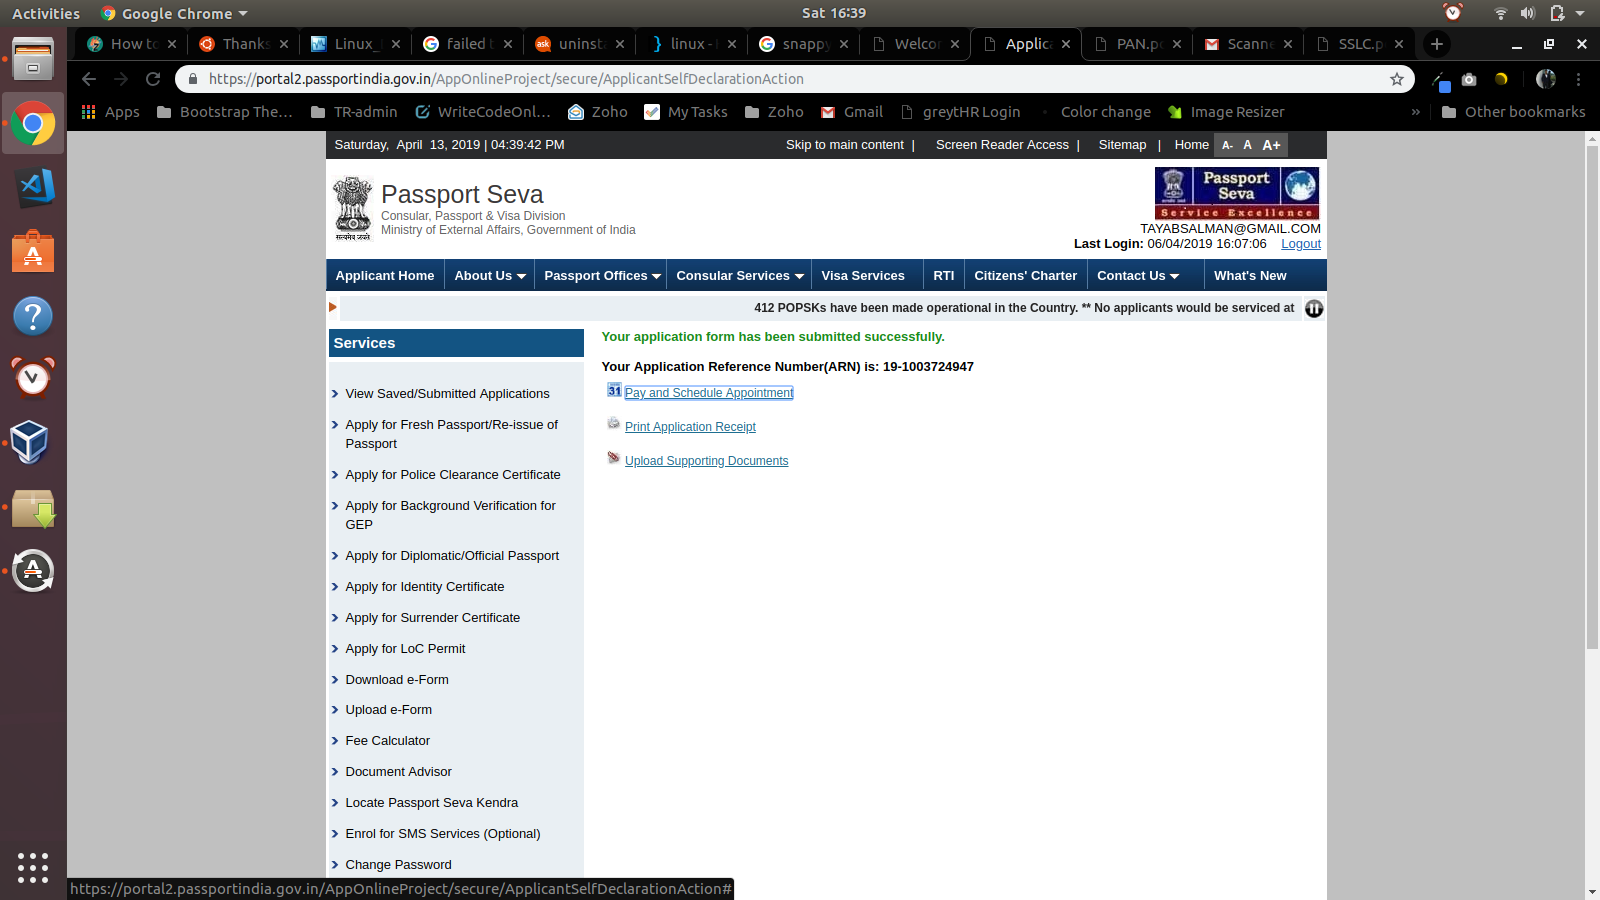 Activities
Google Chrome
Sat 16:39
How to
Thanks
Linux_
failed t
uninsta
linux -
snappy
Welcor
Applica
PAN.p
Scanne
SSLC.p
https://portal2.passportindia.gov.in/AppOnlineProject/secure/ApplicantSelfDeclarationAction
Apps
Bootstrap The...
TR-admin
WriteCodeOnl...
Zoho
My Tasks
Zoho
Gmail
greytHR Login
Color change
Image Resizer
»
Other bookmarks
Saturday, April 13, 2019 | 04:39:42 PM
Skip to main content | Screen Reader Access | Sitemap | Home A- A A+
Passport Seva
Consular, Passport & Visa Division
Ministry of External Affairs, Government of India
सत्यमेव जयते
Passport
Seva
Service Excellence
TAYABSALMAN@GMAIL.COM
Last Login: 06/04/2019 16:07:06 Logout
Applicant Home
About Us
Passport Offices
Consular Services
Visa Services
RTI
Citizens' Charter
Contact Us
What's New
412 POPSKs have been made operational in the Country. ** No applicants would be serviced at
Services
View Saved/Submitted Applications
Apply for Fresh Passport/Re-issue of
Passport
Apply for Police Clearance Certificate
Apply for Background Verification for
GEP
Apply for Diplomatic/Official Passport
Apply for Identity Certificate
Apply for Surrender Certificate
Apply for LoC Permit
Download e-Form
Upload e-Form
Fee Calculator
Document Advisor
Locate Passport Seva Kendra
Enrol for SMS Services (Optional)
Change Password
Your application form has been submitted successfully.
Your Application Reference Number(ARN) is: 19-1003724947
31 Pay and Schedule Appointment
Print Application Receipt
Upload Supporting Documents
https://portal2.passportindia.gov.in/AppOnlineProject/secure/ApplicantSelfDeclarationAction#